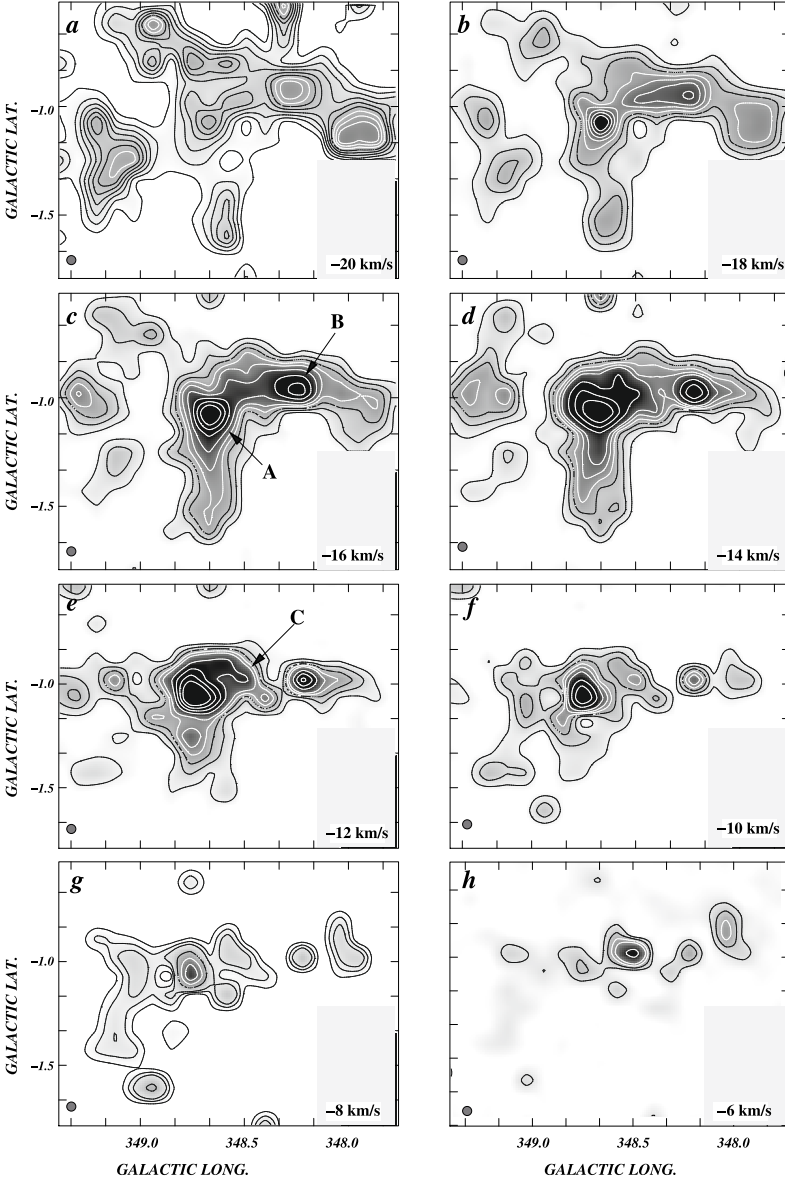 a
b
GALACTIC LAT.
−1.0
−1.5
−20 km/s
−18 km/s
c
d
B
A
GALACTIC LAT.
−1.0
−1.5
−16 km/s
−14 km/s
e
f
C
GALACTIC LAT.
−1.0
−1.5
−12 km/s
−10 km/s
g
h
GALACTIC LAT.
−1.0
−1.5
−8 km/s
−6 km/s
349.0 348.5 348.0
349.0 348.5 348.0
GALACTIC LONG.
GALACTIC LONG.